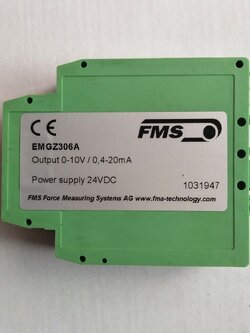 CE
FMS
EMGZ306A
Output 0-10V / 0,4-20mA
Power supply 24VDC
1031947
FMS Force Measuring Systems AG www.fms-technology.com